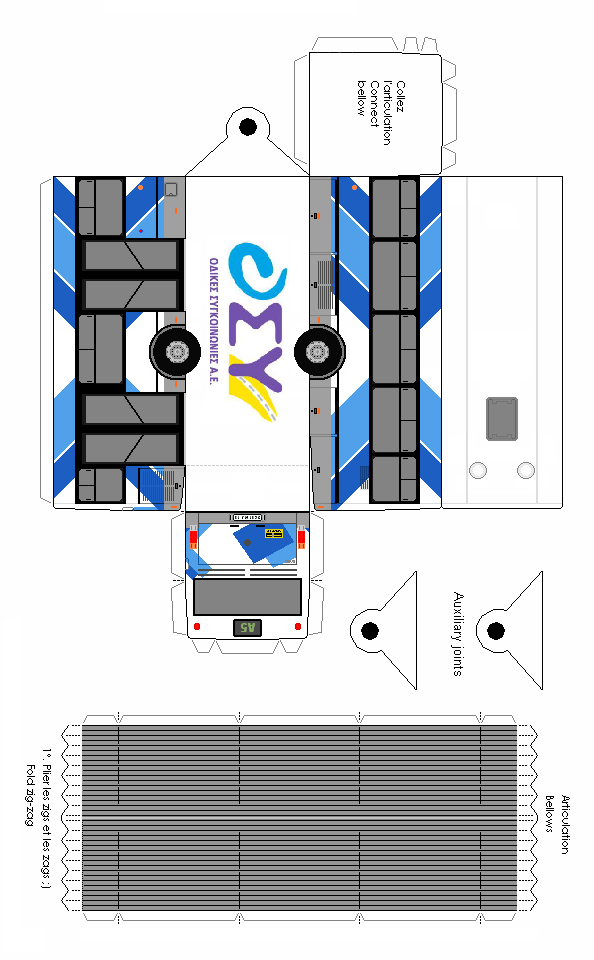 Collez
l'articulation
Connect
bellow
ΟΣΥ
ΟΔΙΚΕΣ ΣΥΓΚΟΙΝΩΝΙΕΣ Α.Ε.
A5
Auxiliary joints
Articulation
Bellows
1°. Plier les zigs et les zags ;)
Fold zig-zag